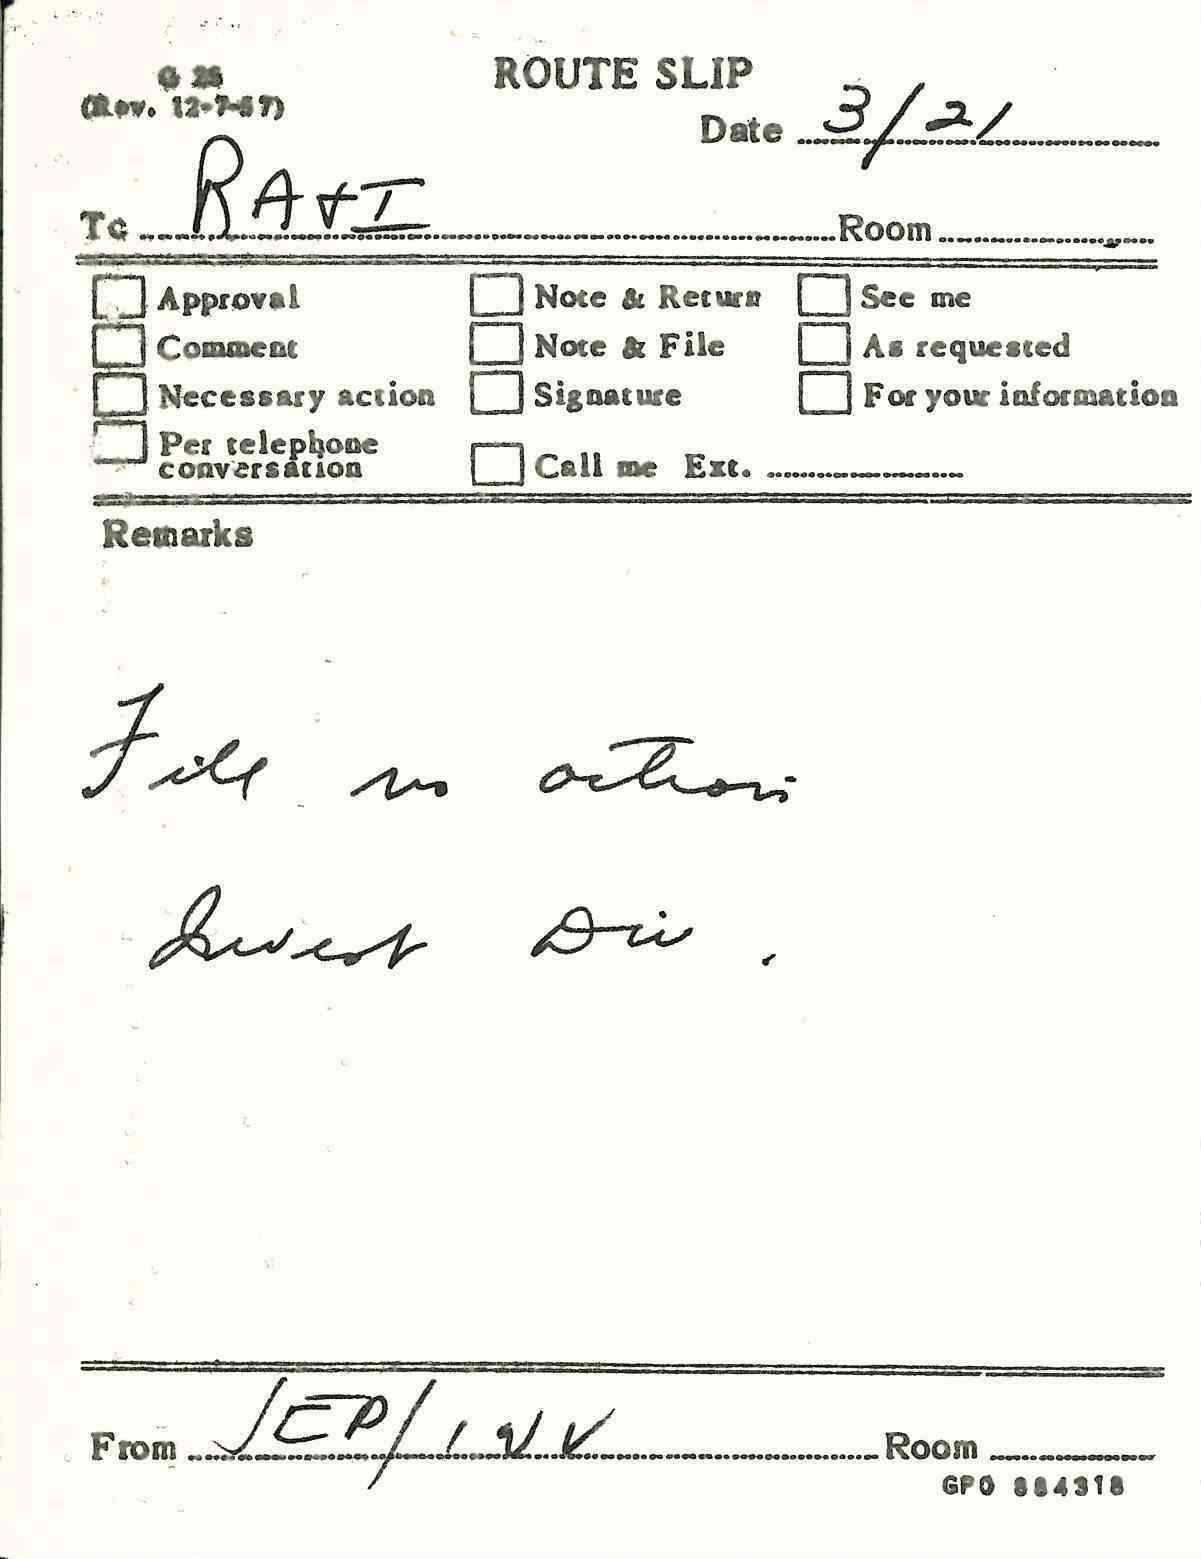 G 25
ROUTE SLIP
(Rev. 12-7-57)
Date 3/21
To RA+I Room
Approval Note & Return See me
Comment Note & File As requested
Necessary action Signature For your information
Per telephone
conversation Call me Ext.
Remarks
File no action
Invest Div.
From JEP/INV Room
GPO 884318